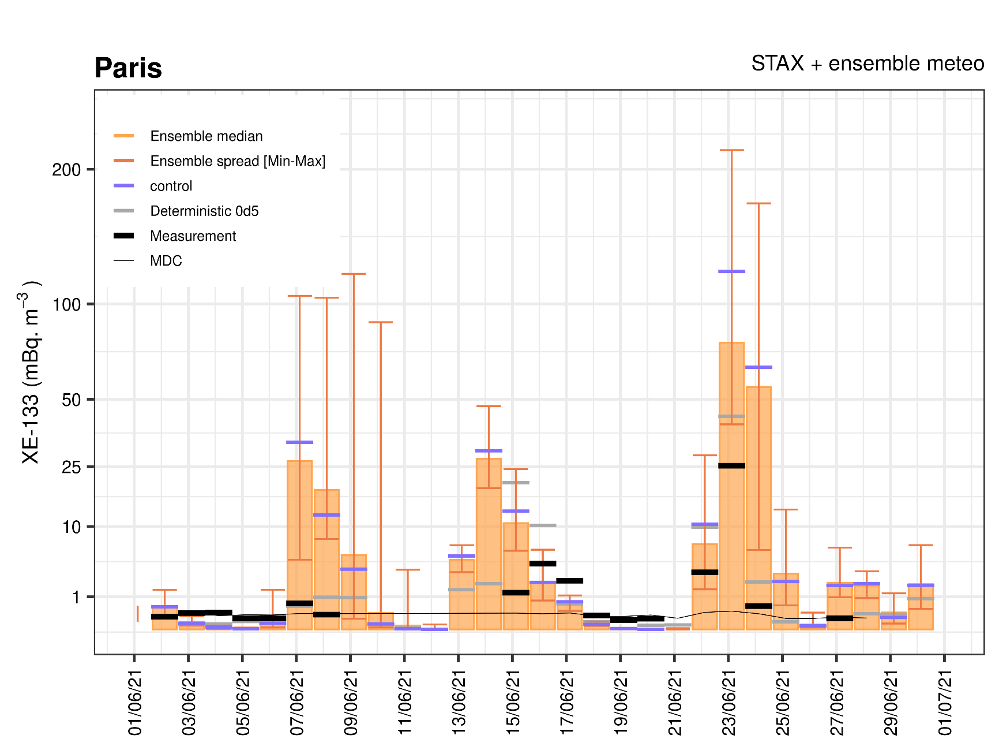 Paris
STAX + ensemble meteo
Ensemble median
Ensemble spread [Min-Max]
control
Deterministic 0d5
Measurement
MDC
XE-133 (mBq. m⁻³)
200
100
50
25
10
1
01/06/21
03/06/21
05/06/21
07/06/21
09/06/21
11/06/21
13/06/21
15/06/21
17/06/21
19/06/21
21/06/21
23/06/21
25/06/21
27/06/21
29/06/21
01/07/21